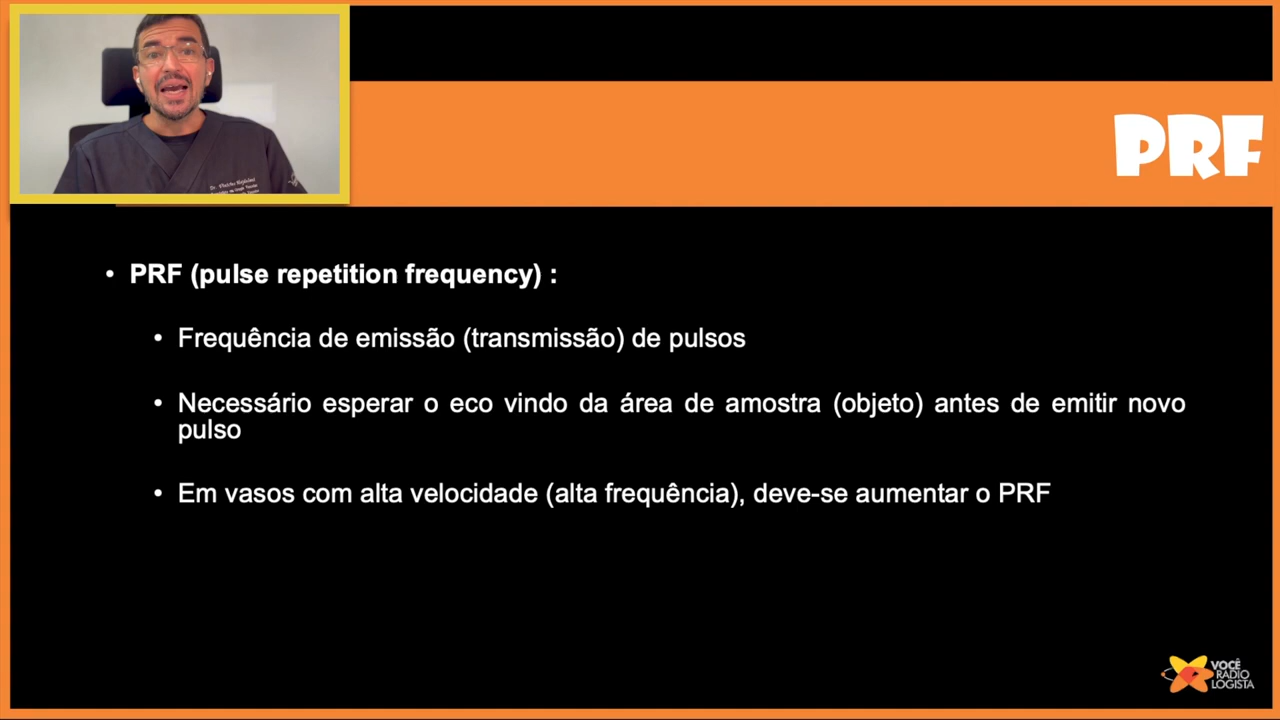 PRF
• PRF (pulse repetition frequency) :
• Frequência de emissão (transmissão) de pulsos
• Necessário esperar o eco vindo da área de amostra (objeto) antes de emitir novo
pulso
• Em vasos com alta velocidade (alta frequência), deve-se aumentar o PRF
VOCÊ
RADIO
LOGISTA